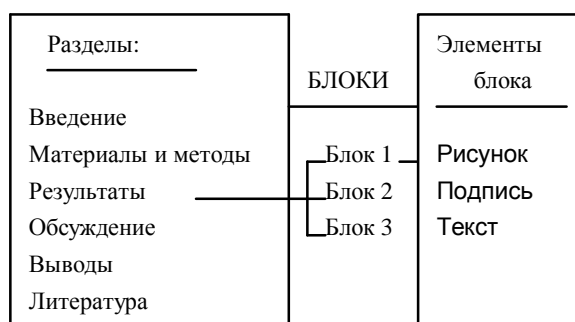 Разделы:
Введение
Материалы и методы
Результаты
Обсуждение
Выводы
Литература
БЛОКИ
Блок 1
Блок 2
Блок 3
Элементы
блока
Рисунок
Подпись
Текст